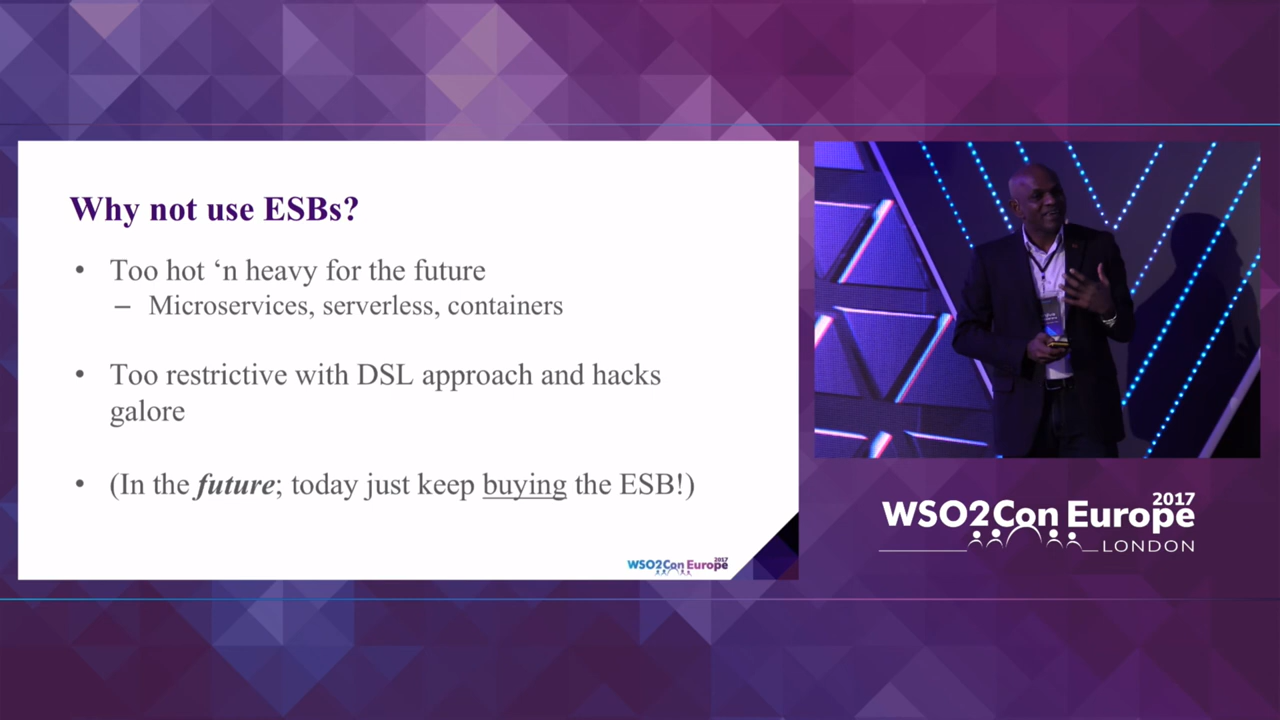 Why not use ESBs?
• Too hot ‘n heavy for the future
– Microservices, serverless, containers
• Too restrictive with DSL approach and hacks
galore
• (In the future; today just keep buying the ESB!)
WSO2Con Europe 2017
WSO2Con Europe 2017
LONDON